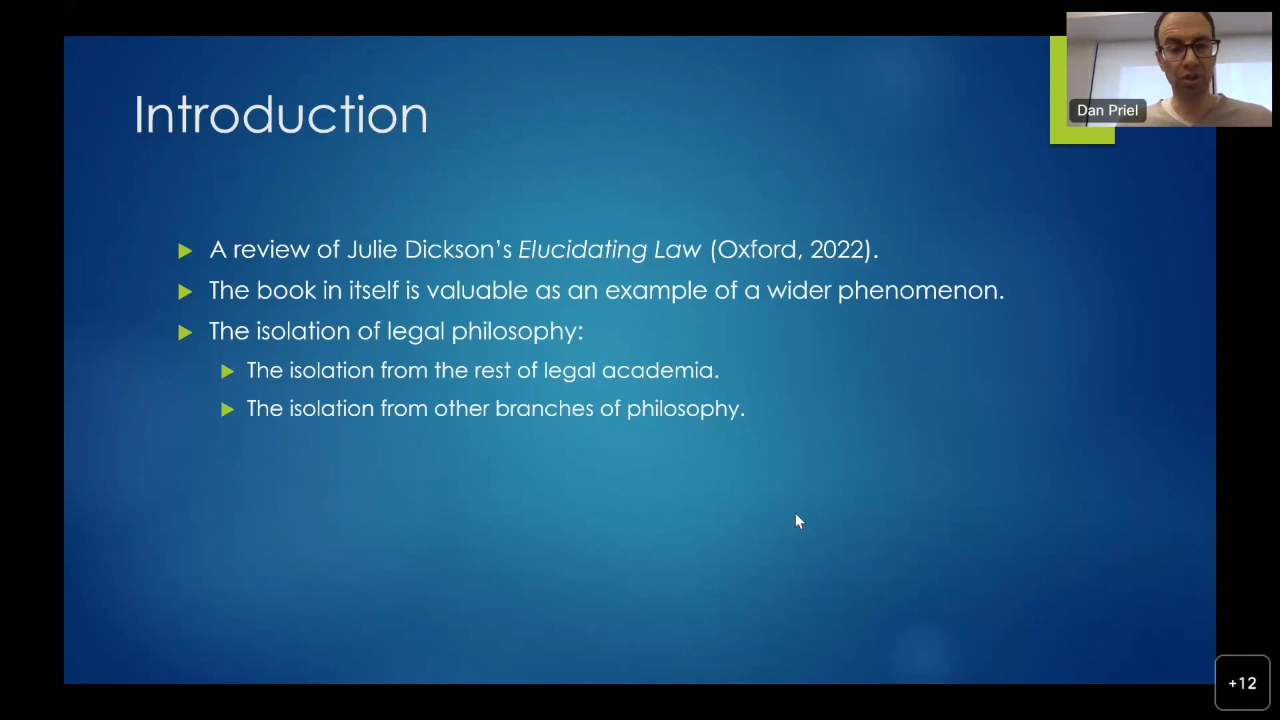 Introduction
Dan Priel
A review of Julie Dickson’s Elucidating Law (Oxford, 2022).
The book in itself is valuable as an example of a wider phenomenon.
The isolation of legal philosophy:
The isolation from the rest of legal academia.
The isolation from other branches of philosophy.
+12